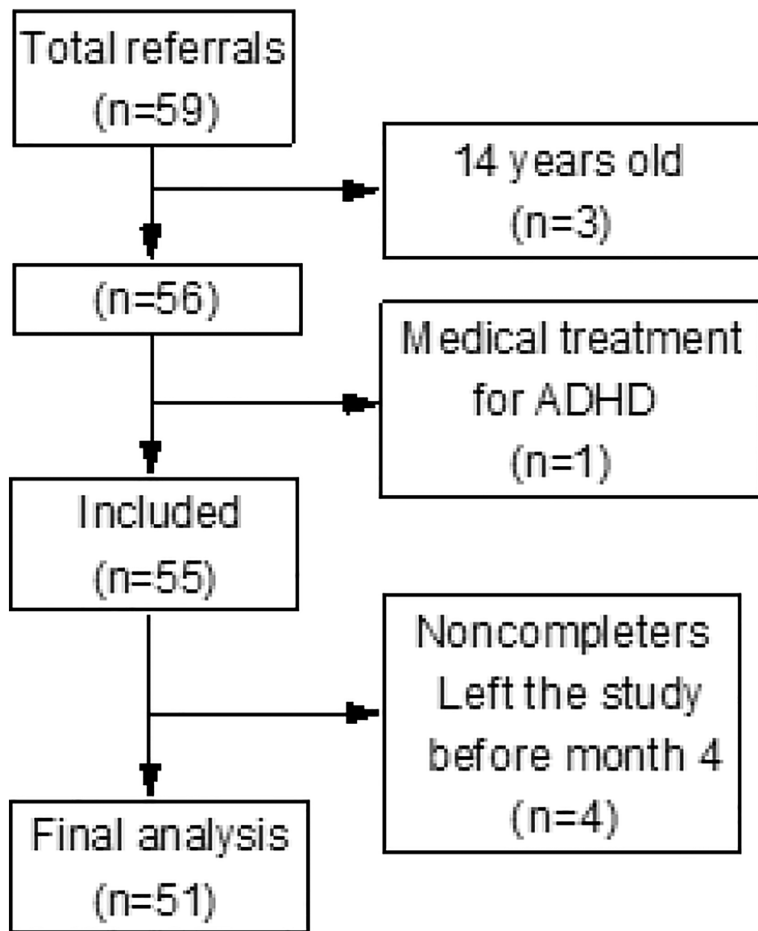 Total referrals
(n=59)
14 years old
(n=3)
(n=56)
Medical treatment
for ADHD
(n=1)
Included
(n=55)
Noncompleters
Left the study
before month 4
(n=4)
Final analysis
(n=51)